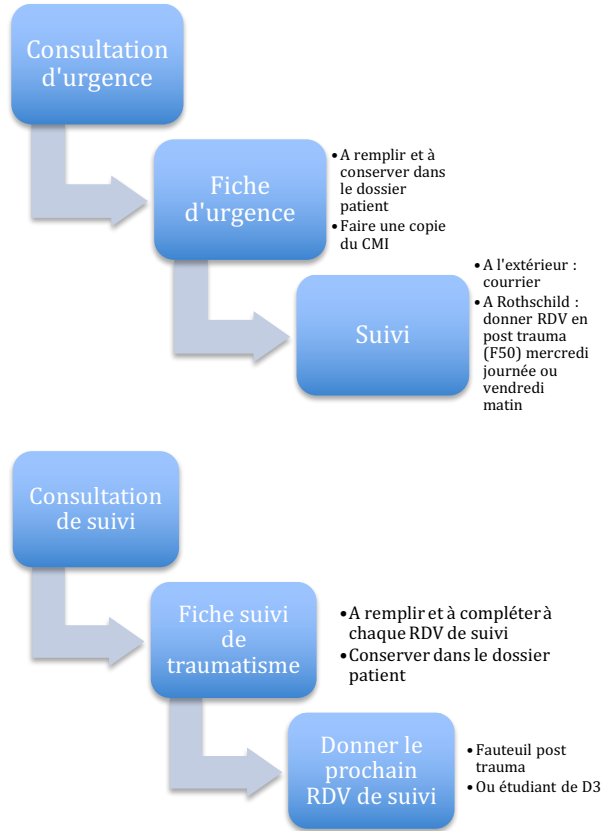 Consultation
d'urgence
Fiche
d'urgence
•A remplir et à
conserver dans
le dossier
patient
•Faire une copie
du CMI
Suivi
•A l'extérieur :
courrier
•A Rothschild :
donner RDV en
post trauma
(F50) mercredi
journée ou
vendredi
matin
Consultation
de suivi
Fiche suivi
de
traumatisme
•A remplir et à compléter à
chaque RDV de suivi
•Conserver dans le dossier
patient
Donner le
prochain
RDV de suivi
•Fauteuil post
trauma
•Ou étudiant de D3